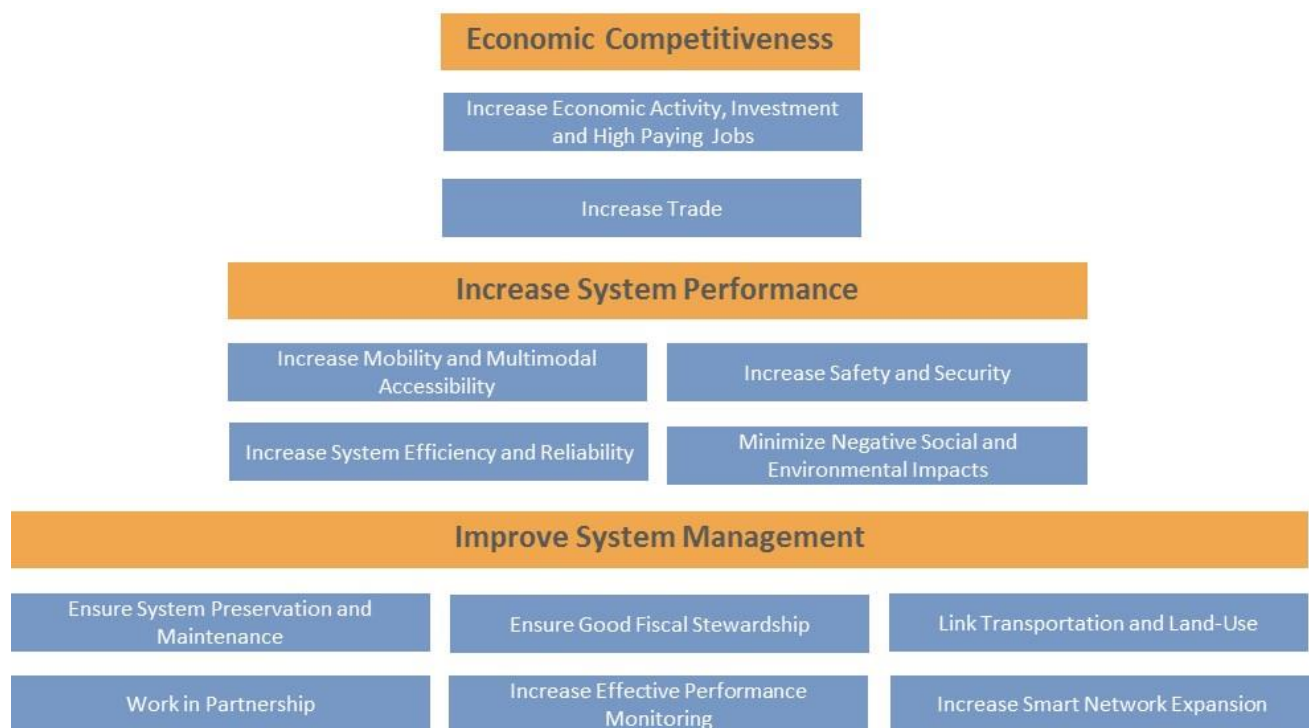 Economic Competitiveness
Increase Economic Activity, Investment
and High Paying Jobs
Increase Trade
Increase System Performance
Increase Mobility and Multimodal
Accessibility
Increase Safety and Security
Increase System Efficiency and Reliability
Minimize Negative Social and
Environmental Impacts
Improve System Management
Ensure System Preservation and
Maintenance
Ensure Good Fiscal Stewardship
Link Transportation and Land-Use
Work in Partnership
Increase Effective Performance
Monitoring
Increase Smart Network Expansion